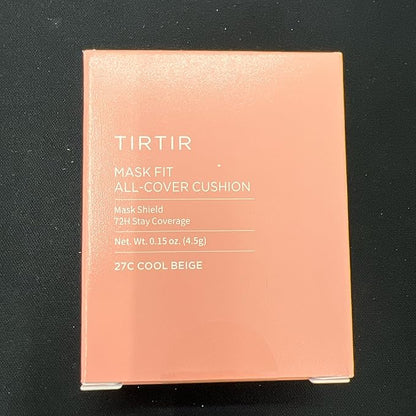 TIRTIR
MASK FIT
ALL-COVER CUSHION
Mask Shield
72H Stay Coverage
Net. Wt. 0.15 oz. (4.5g)
27C COOL BEIGE